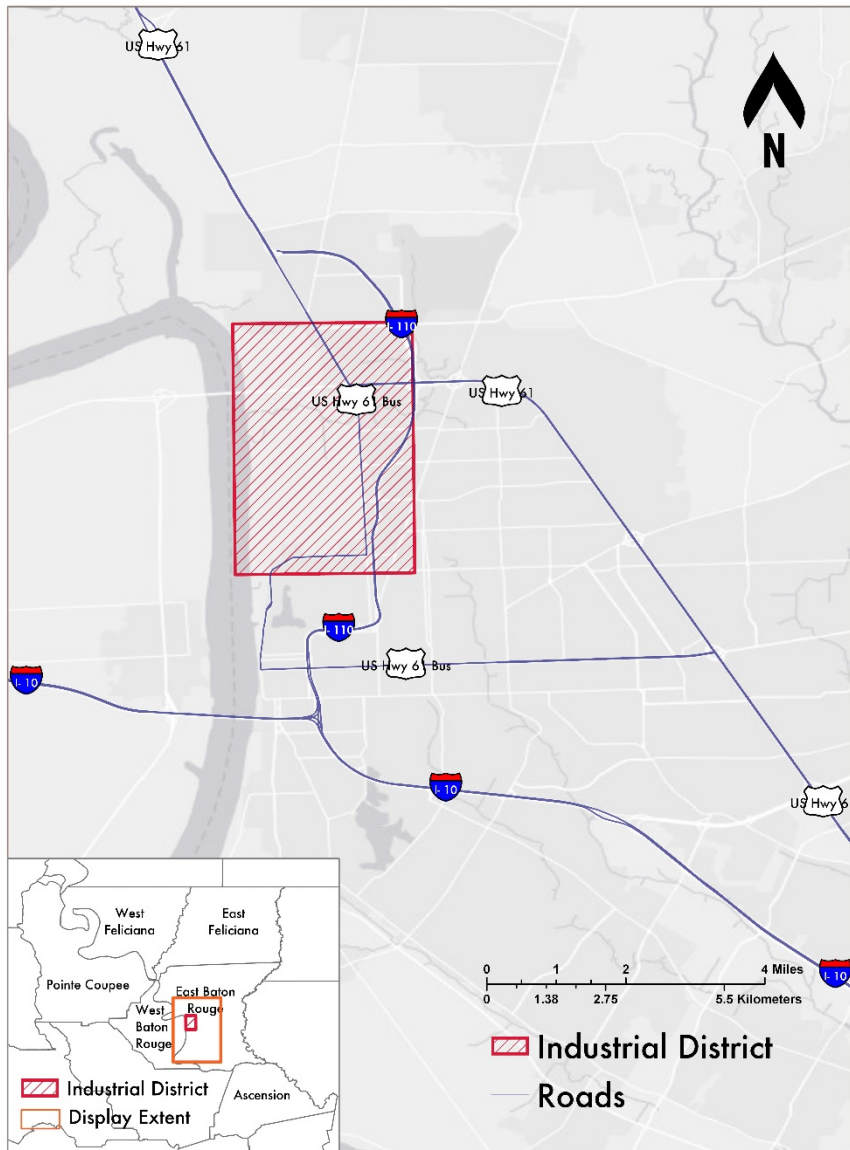 US Hwy 61
N
I- 110
US Hwy 61 Bus
US Hwy 61
I- 110
US Hwy 61 Bus
I- 10
I- 10
US Hwy 6
I- 10
West
Feliciana
East
Feliciana
Pointe Coupee
East Baton
Rouge
West
Baton
Rouge
Ascension
Industrial District
Display Extent
0 1 2 4 Miles
0 1.38 2.75 5.5 Kilometers
Industrial District
Roads